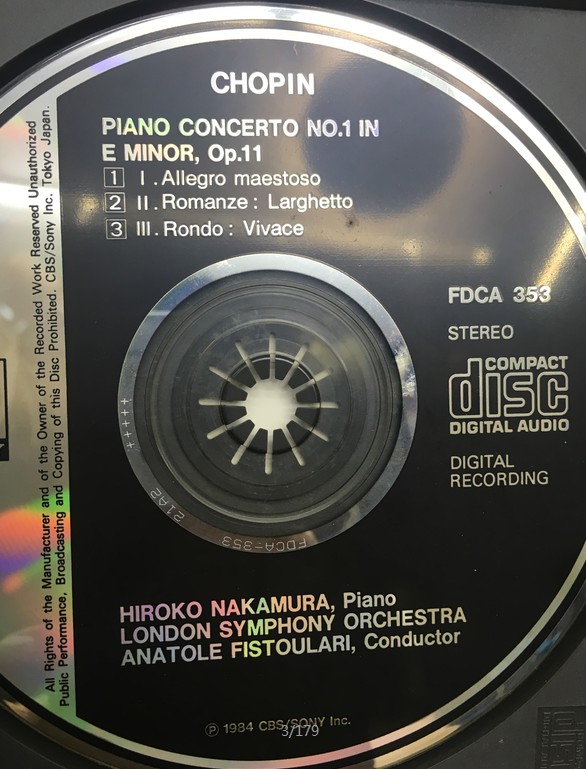 CHOPIN
PIANO CONCERTO NO.1 IN
E MINOR, Op.11
1 I. Allegro maestoso
2 II. Romanze : Larghetto
3 III. Rondo : Vivace
FDCA 353
STEREO
COMPACT
disc
DIGITAL AUDIO
DIGITAL
RECORDING
+++++
21A2
FDCA-353
HIROKO NAKAMURA, Piano
LONDON SYMPHONY ORCHESTRA
ANATOLE FISTOULARI, Conductor
℗ 1984 CBS/SONY Inc.
3/179
All Rights of the Manufacturer and of the Owner of the Recorded Work Reserved Unauthorized
Public Performance, Broadcasting and Copying of this Disc Prohibited. CBS/Sony Inc. Tokyo Japan.